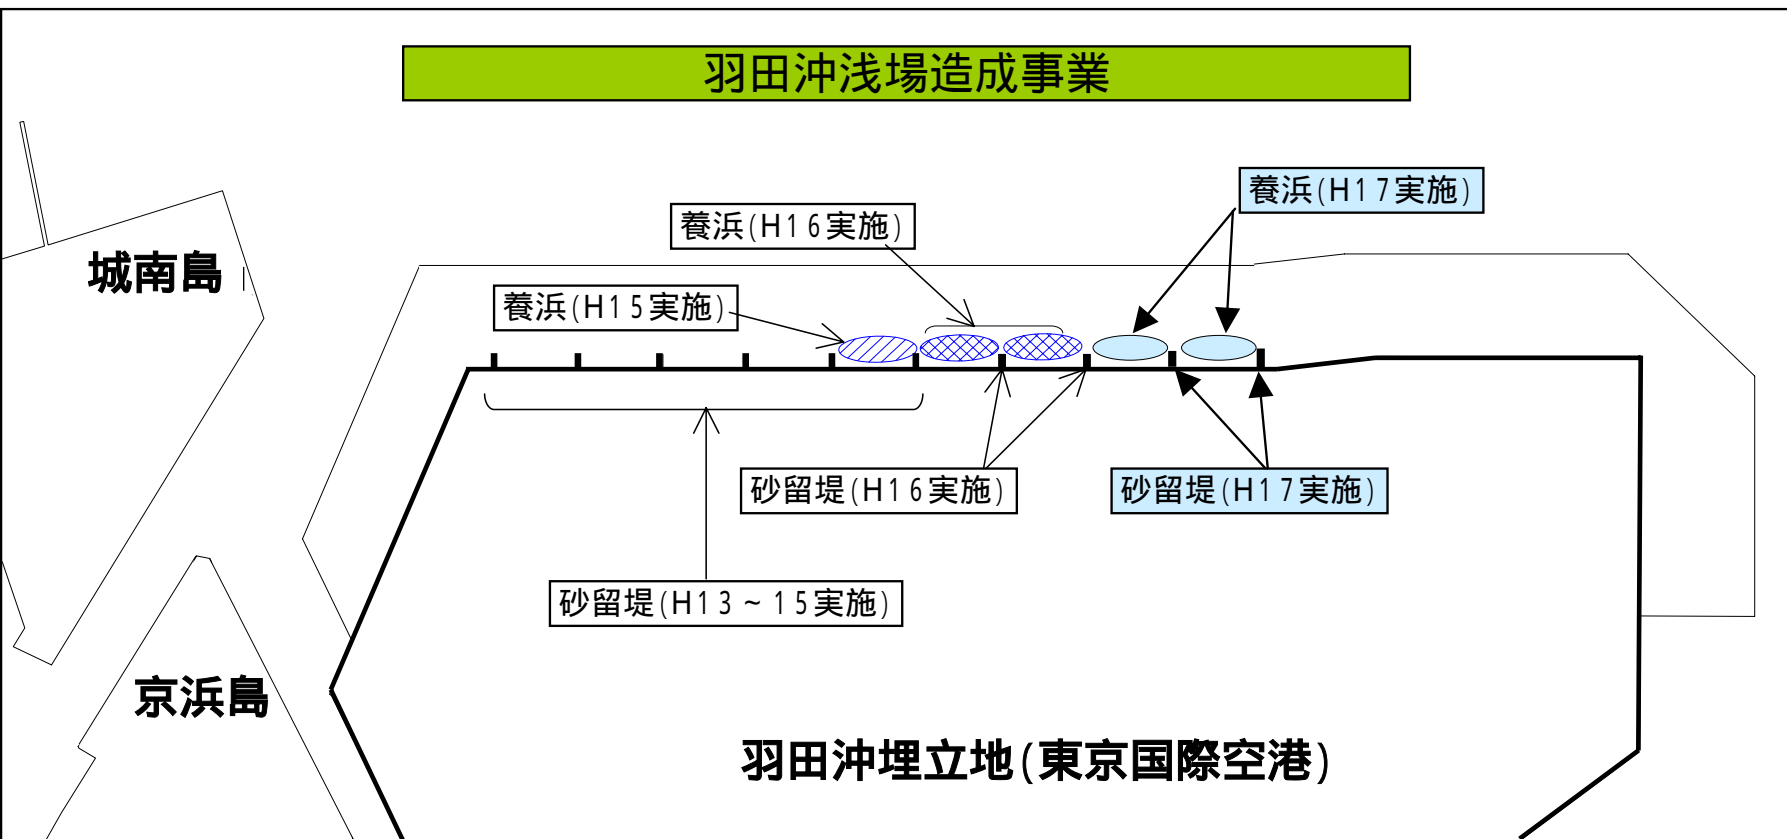 羽田沖浅場造成事業
養浜(H17実施)
養浜(H16実施)
城南島
養浜(H15実施)
砂留堤(H16実施)
砂留堤(H17実施)
砂留堤(H13~15実施)
京浜島
羽田沖埋立地(東京国際空港)